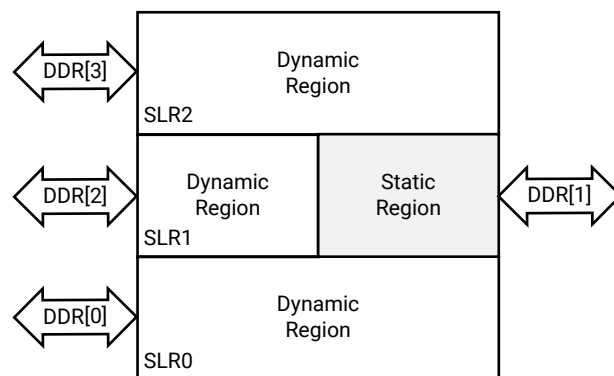 Dynamic
Region
DDR[3]
SLR2
Dynamic
Region
Static
Region
DDR[2]
DDR[1]
SLR1
Dynamic
Region
DDR[0]
SLR0